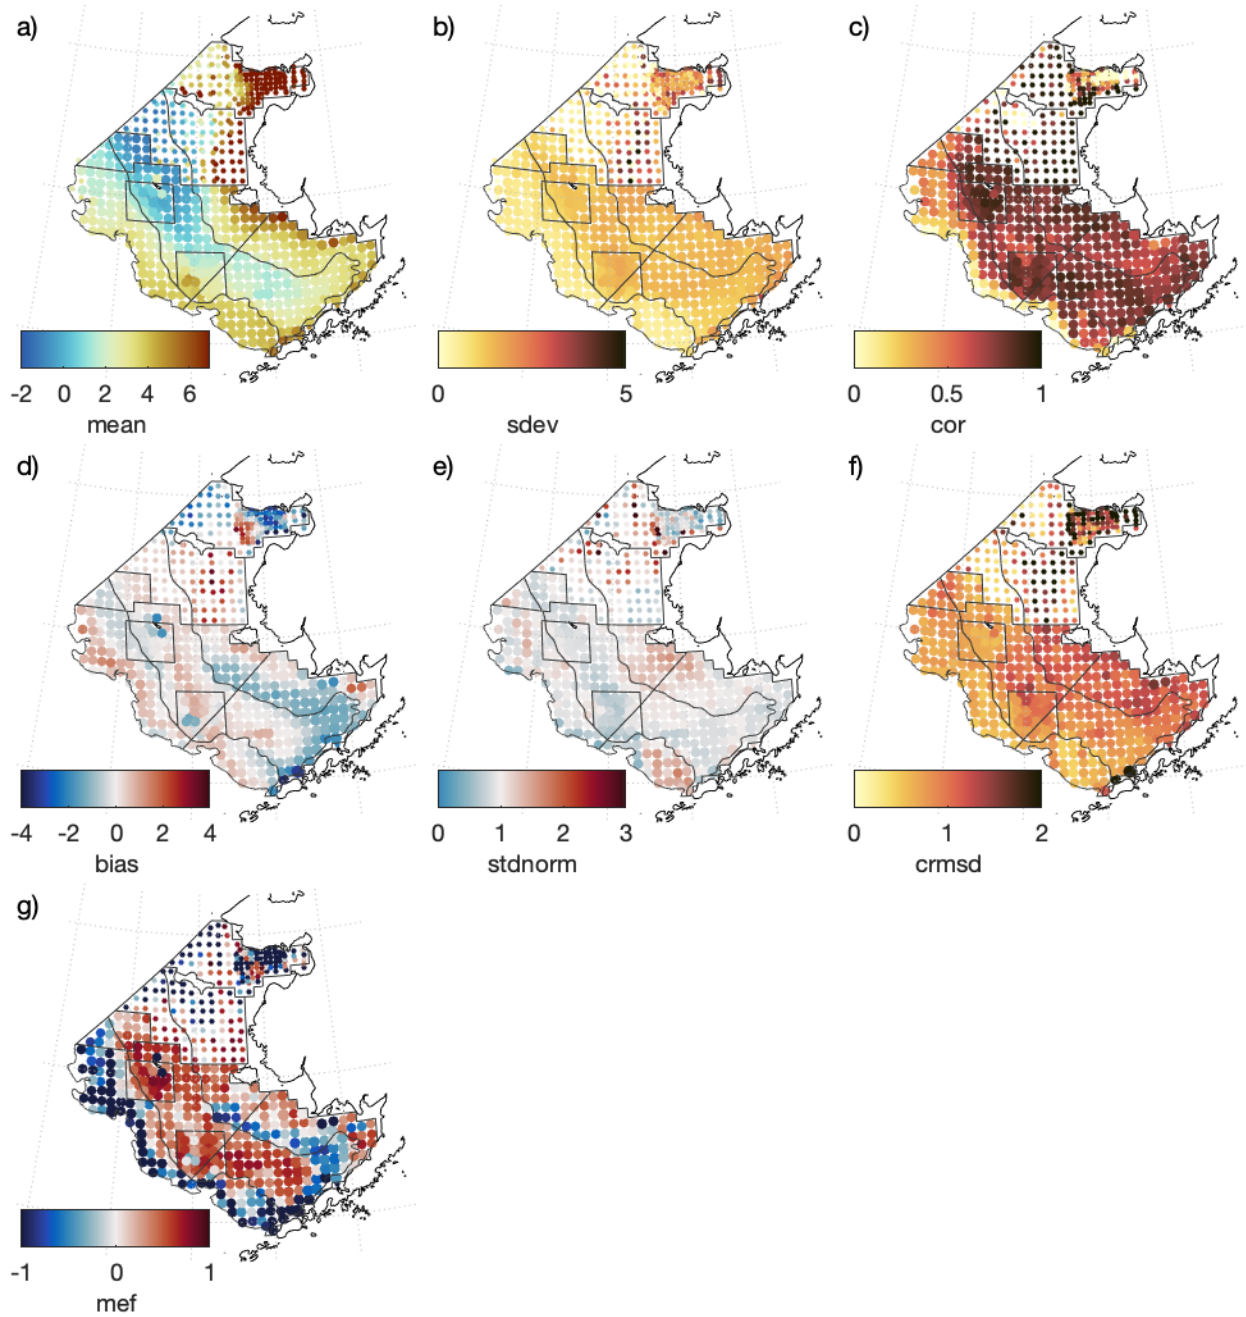 a) b) c)
-2 0 2 4 6 0 5 0 0.5 1
mean sdev cor
d) e) f)
-4 -2 0 2 4 0 1 2 3 0 1 2
bias stdnorm crmsd
g)
-1 0 1
mef